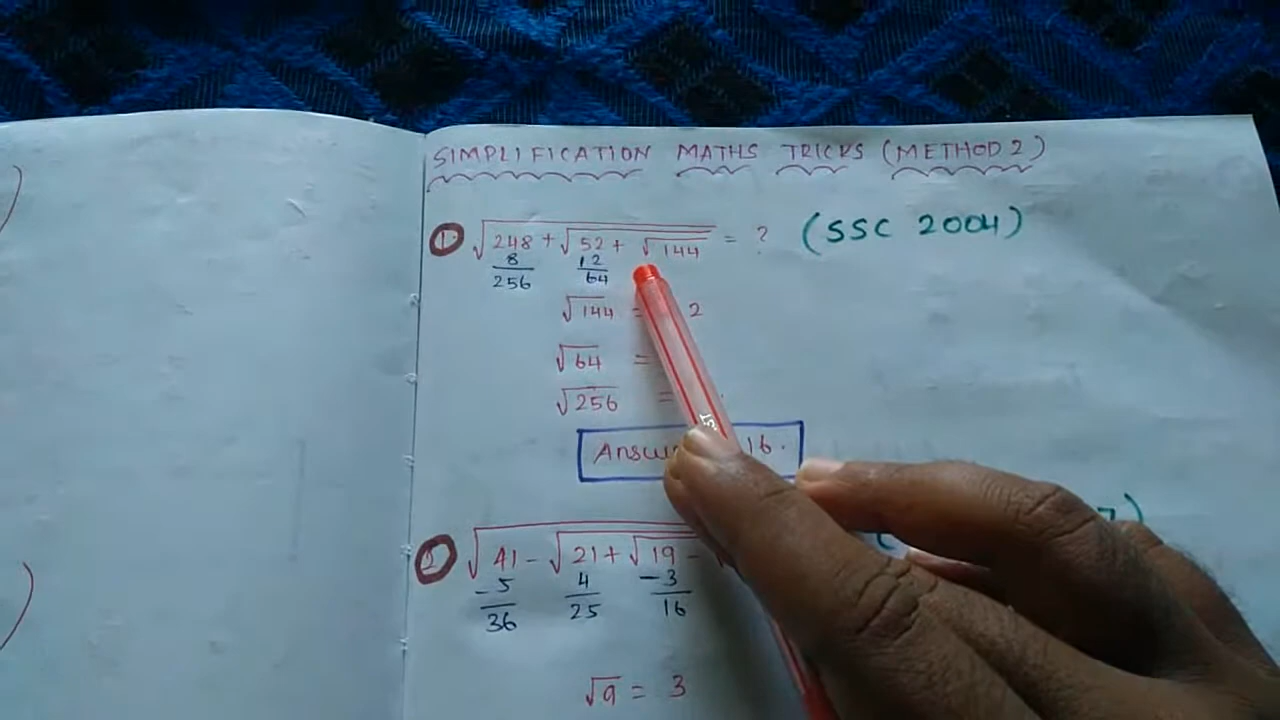 SIMPLIFICATION MATHS TRICKS (METHOD 2)
1. √248 + √52 + √144 = ? (SSC 2004)
8 12
256 64
√144 = 2
√64 =
√256 =
16.
2 √41 - √21 + √19 -
-5 4 -3
36 25 16
√9 = 3